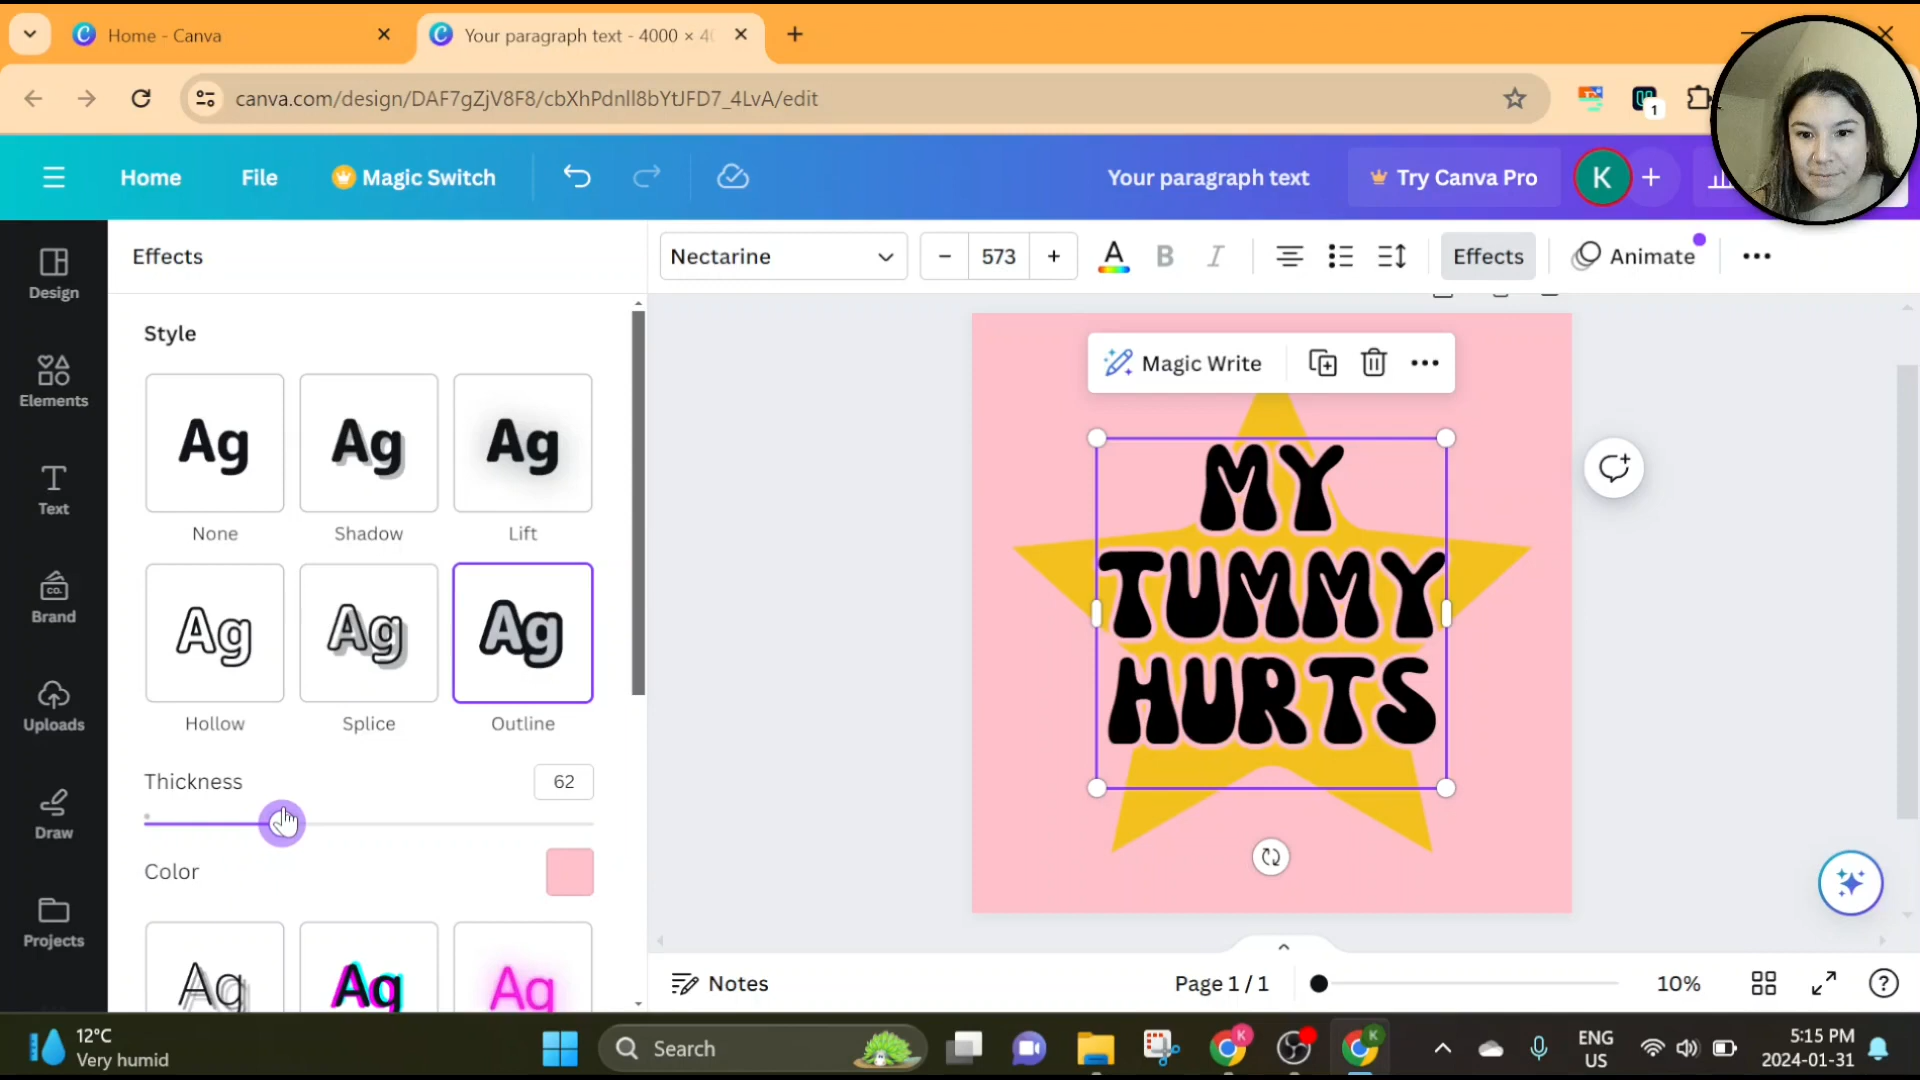 Home - Canva
Your paragraph text - 4000 × 4
canva.com/design/DAF7gZjV8F8/cbXhPdnll8bYtJFD7_4LvA/edit
1
Home
File
Magic Switch
Your paragraph text
Try Canva Pro
K
Effects
Nectarine
573
A
B
I
Effects
Animate
Design
Elements
Text
Brand
Uploads
Draw
Projects
Style
Ag
Ag
Ag
None
Shadow
Lift
Ag
Ag
Ag
Hollow
Splice
Outline
Thickness
62
Color
Ag
Ag
Ag
Magic Write
MY
TUMMY
HURTS
Notes
Page 1 / 1
10%
12°C
Very humid
Search
ENG
US
5:15 PM
2024-01-31